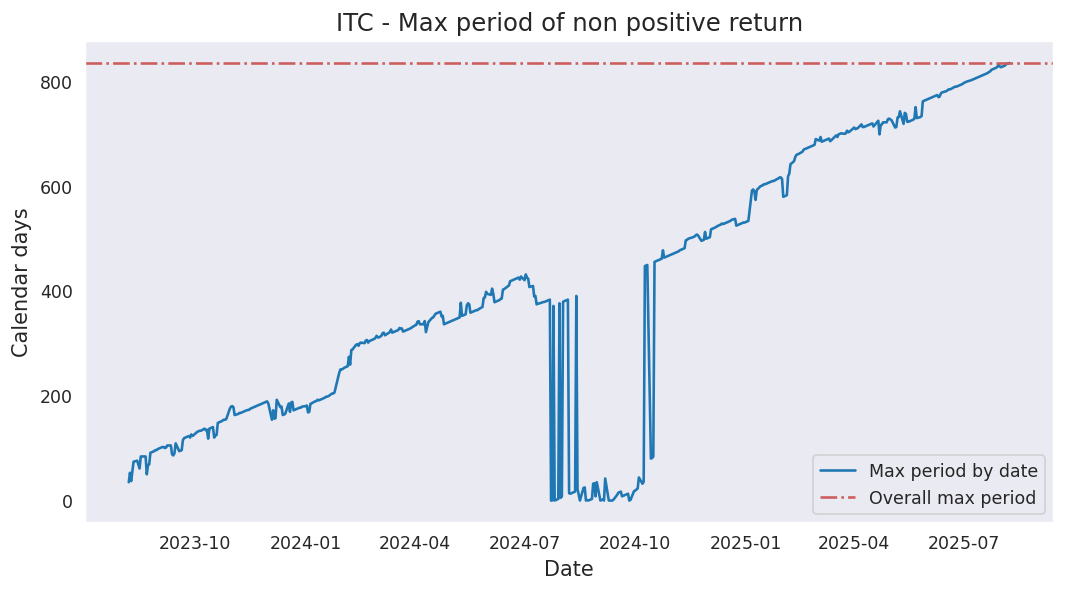 ITC - Max period of non positive return
Calendar days
800
600
400
200
0
2023-10 2024-01 2024-04 2024-07 2024-10 2025-01 2025-04 2025-07
Date
Max period by date
Overall max period